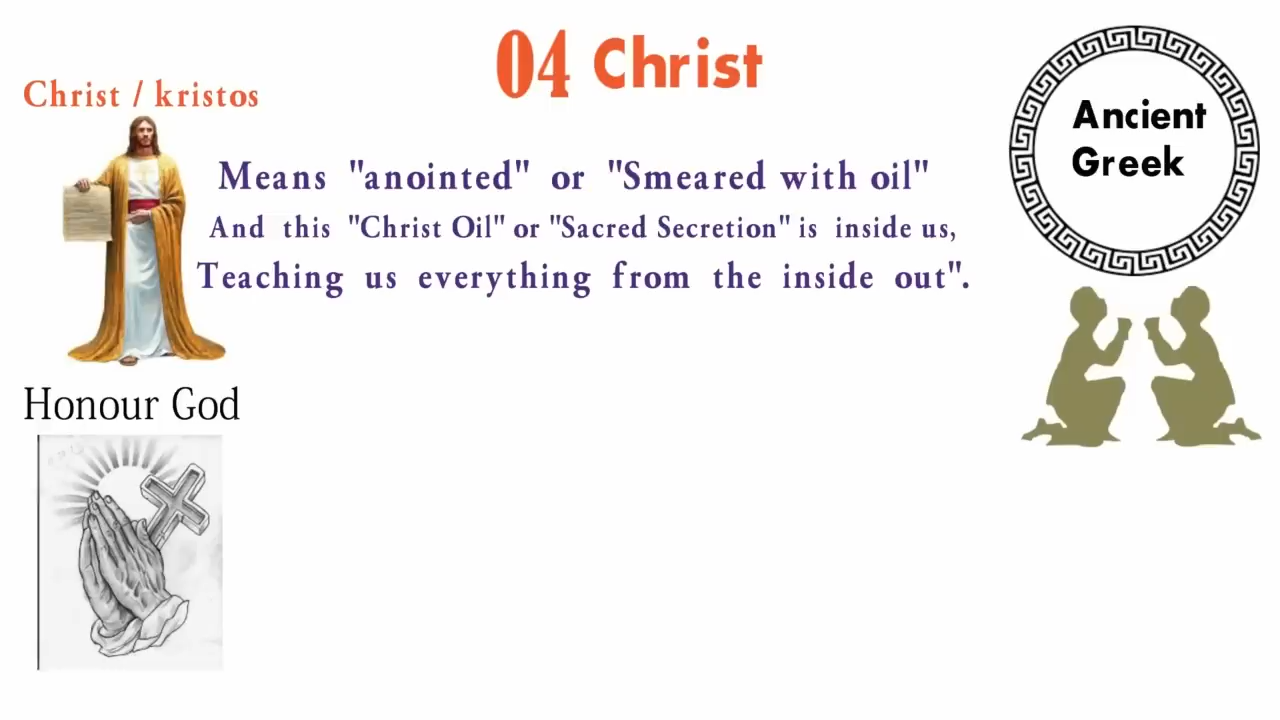 04 Christ
Christ / kristos
Ancient
Greek
Means "anointed" or "Smeared with oil"
And this "Christ Oil" or "Sacred Secretion" is inside us,
Teaching us everything from the inside out".
Honour God